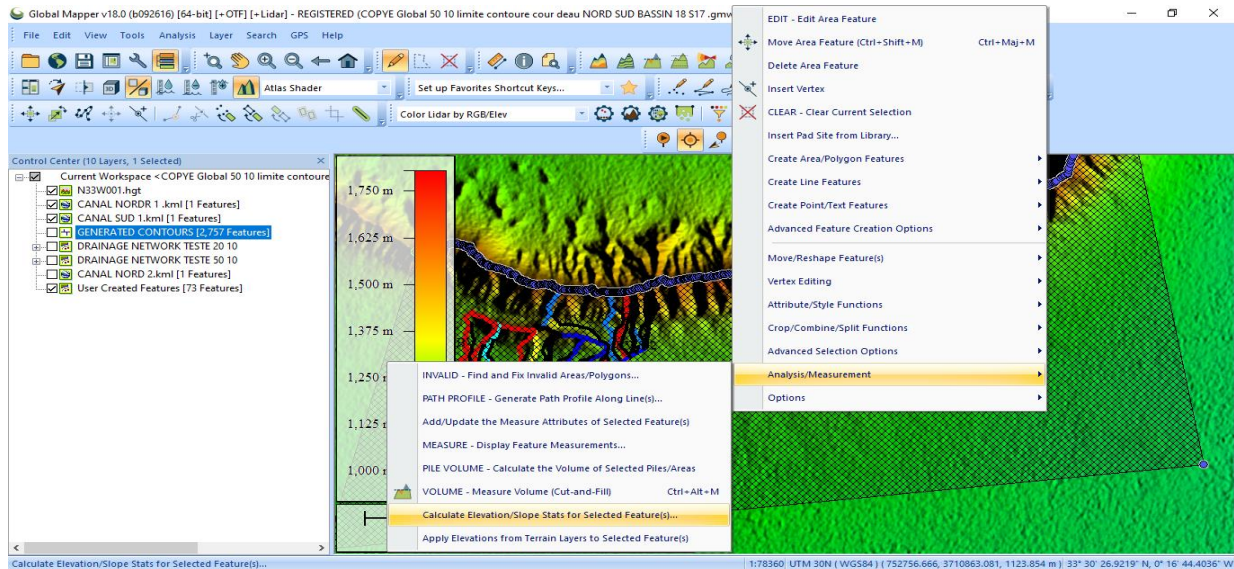 Global Mapper v18.0 (b092616) [64-bit] [+OTF] [+Lidar] - REGISTERED (COPYE Global 50 10 limite contoure cour deau NORD SUD BASSIN 18 S17 .gmw
File Edit View Tools Analysis Layer Search GPS Help
Atlas Shader
Set up Favorites Shortcut Keys...
Color Lidar by RGB/Elev
Control Center (10 Layers, 1 Selected)
Current Workspace <COPYE Global 50 10 limite contoure
N33W001.hgt
CANAL NORDR 1 .kml [1 Features]
CANAL SUD 1.kml [1 Features]
GENERATED CONTOURS [2,757 Features]
DRAINAGE NETWORK TESTE 20 10
DRAINAGE NETWORK TESTE 50 10
CANAL NORD 2.kml [1 Features]
User Created Features [73 Features]
1,750 m
1,625 m
1,500 m
1,375 m
1,250
1,125
1,000
EDIT - Edit Area Feature
Move Area Feature (Ctrl+Shift+M) Ctrl+Maj+M
Delete Area Feature
Insert Vertex
CLEAR - Clear Current Selection
Insert Pad Site from Library...
Create Area/Polygon Features
Create Line Features
Create Point/Text Features
Advanced Feature Creation Options
Move/Reshape Feature(s)
Vertex Editing
Attribute/Style Functions
Crop/Combine/Split Functions
Advanced Selection Options
Analysis/Measurement
Options
INVALID - Find and Fix Invalid Areas/Polygons...
PATH PROFILE - Generate Path Profile Along Line(s)...
Add/Update the Measure Attributes of Selected Feature(s)
MEASURE - Display Feature Measurements...
PILE VOLUME - Calculate the Volume of Selected Piles/Areas
VOLUME - Measure Volume (Cut-and-Fill) Ctrl+Alt+M
Calculate Elevation/Slope Stats for Selected Feature(s)...
Apply Elevations from Terrain Layers to Selected Feature(s)
Calculate Elevation/Slope Stats for Selected Feature(s)...
1:78360 UTM 30N ( WGS84 ) ( 752756.666, 3710863.081, 1123.854 m ) 33° 30' 26.9219" N, 0° 16' 44.4036" W